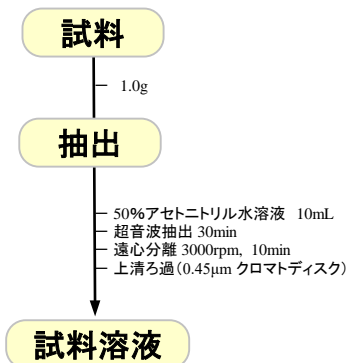 試料
1.0g
抽出
50%アセトニトリル水溶液 10mL
超音波抽出 30min
遠心分離 3000rpm, 10min
上清ろ過(0.45μm クロマトディスク)
試料溶液